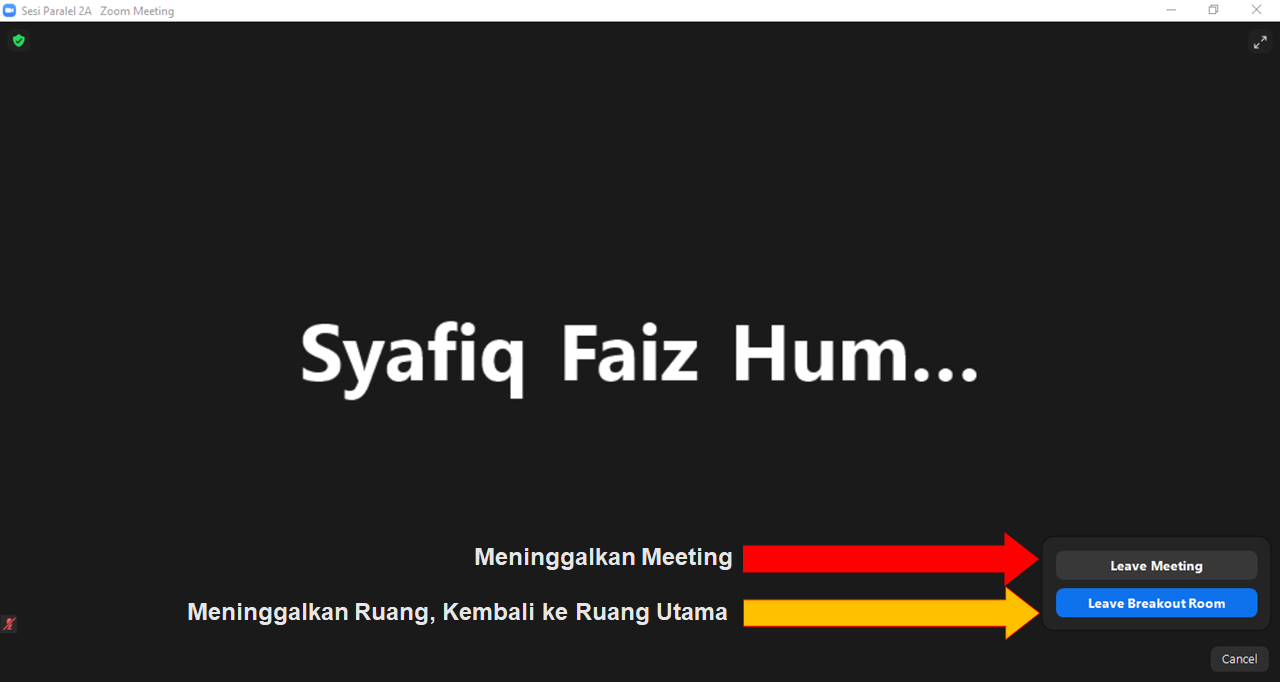 Sesi Paralel 2A Zoom Meeting
Syafiq Faiz Hum...
Meninggalkan Meeting
Leave Meeting
Meninggalkan Ruang, Kembali ke Ruang Utama
Leave Breakout Room
Cancel